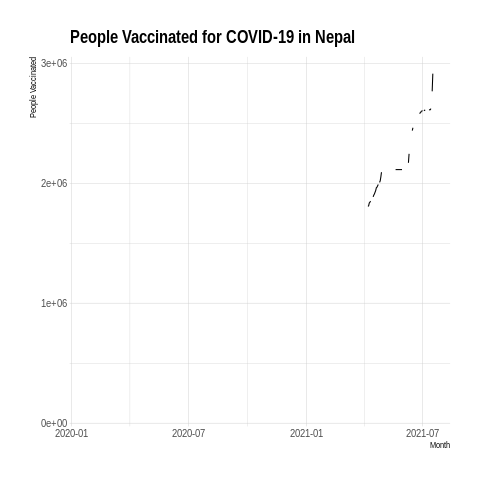 People Vaccinated for COVID-19 in Nepal
People Vaccinated
3e+06
2e+06
1e+06
0e+00
2020-01
2020-07
2021-01
2021-07
Month